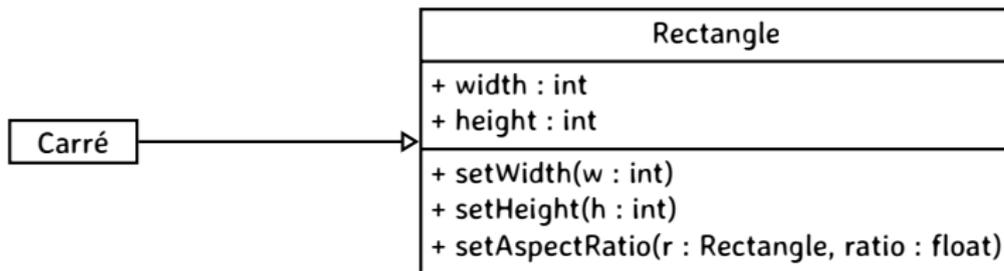 Rectangle
+ width : int
+ height : int
Carré
+ setWidth(w : int)
+ setHeight(h : int)
+ setAspectRatio(r : Rectangle, ratio : float)